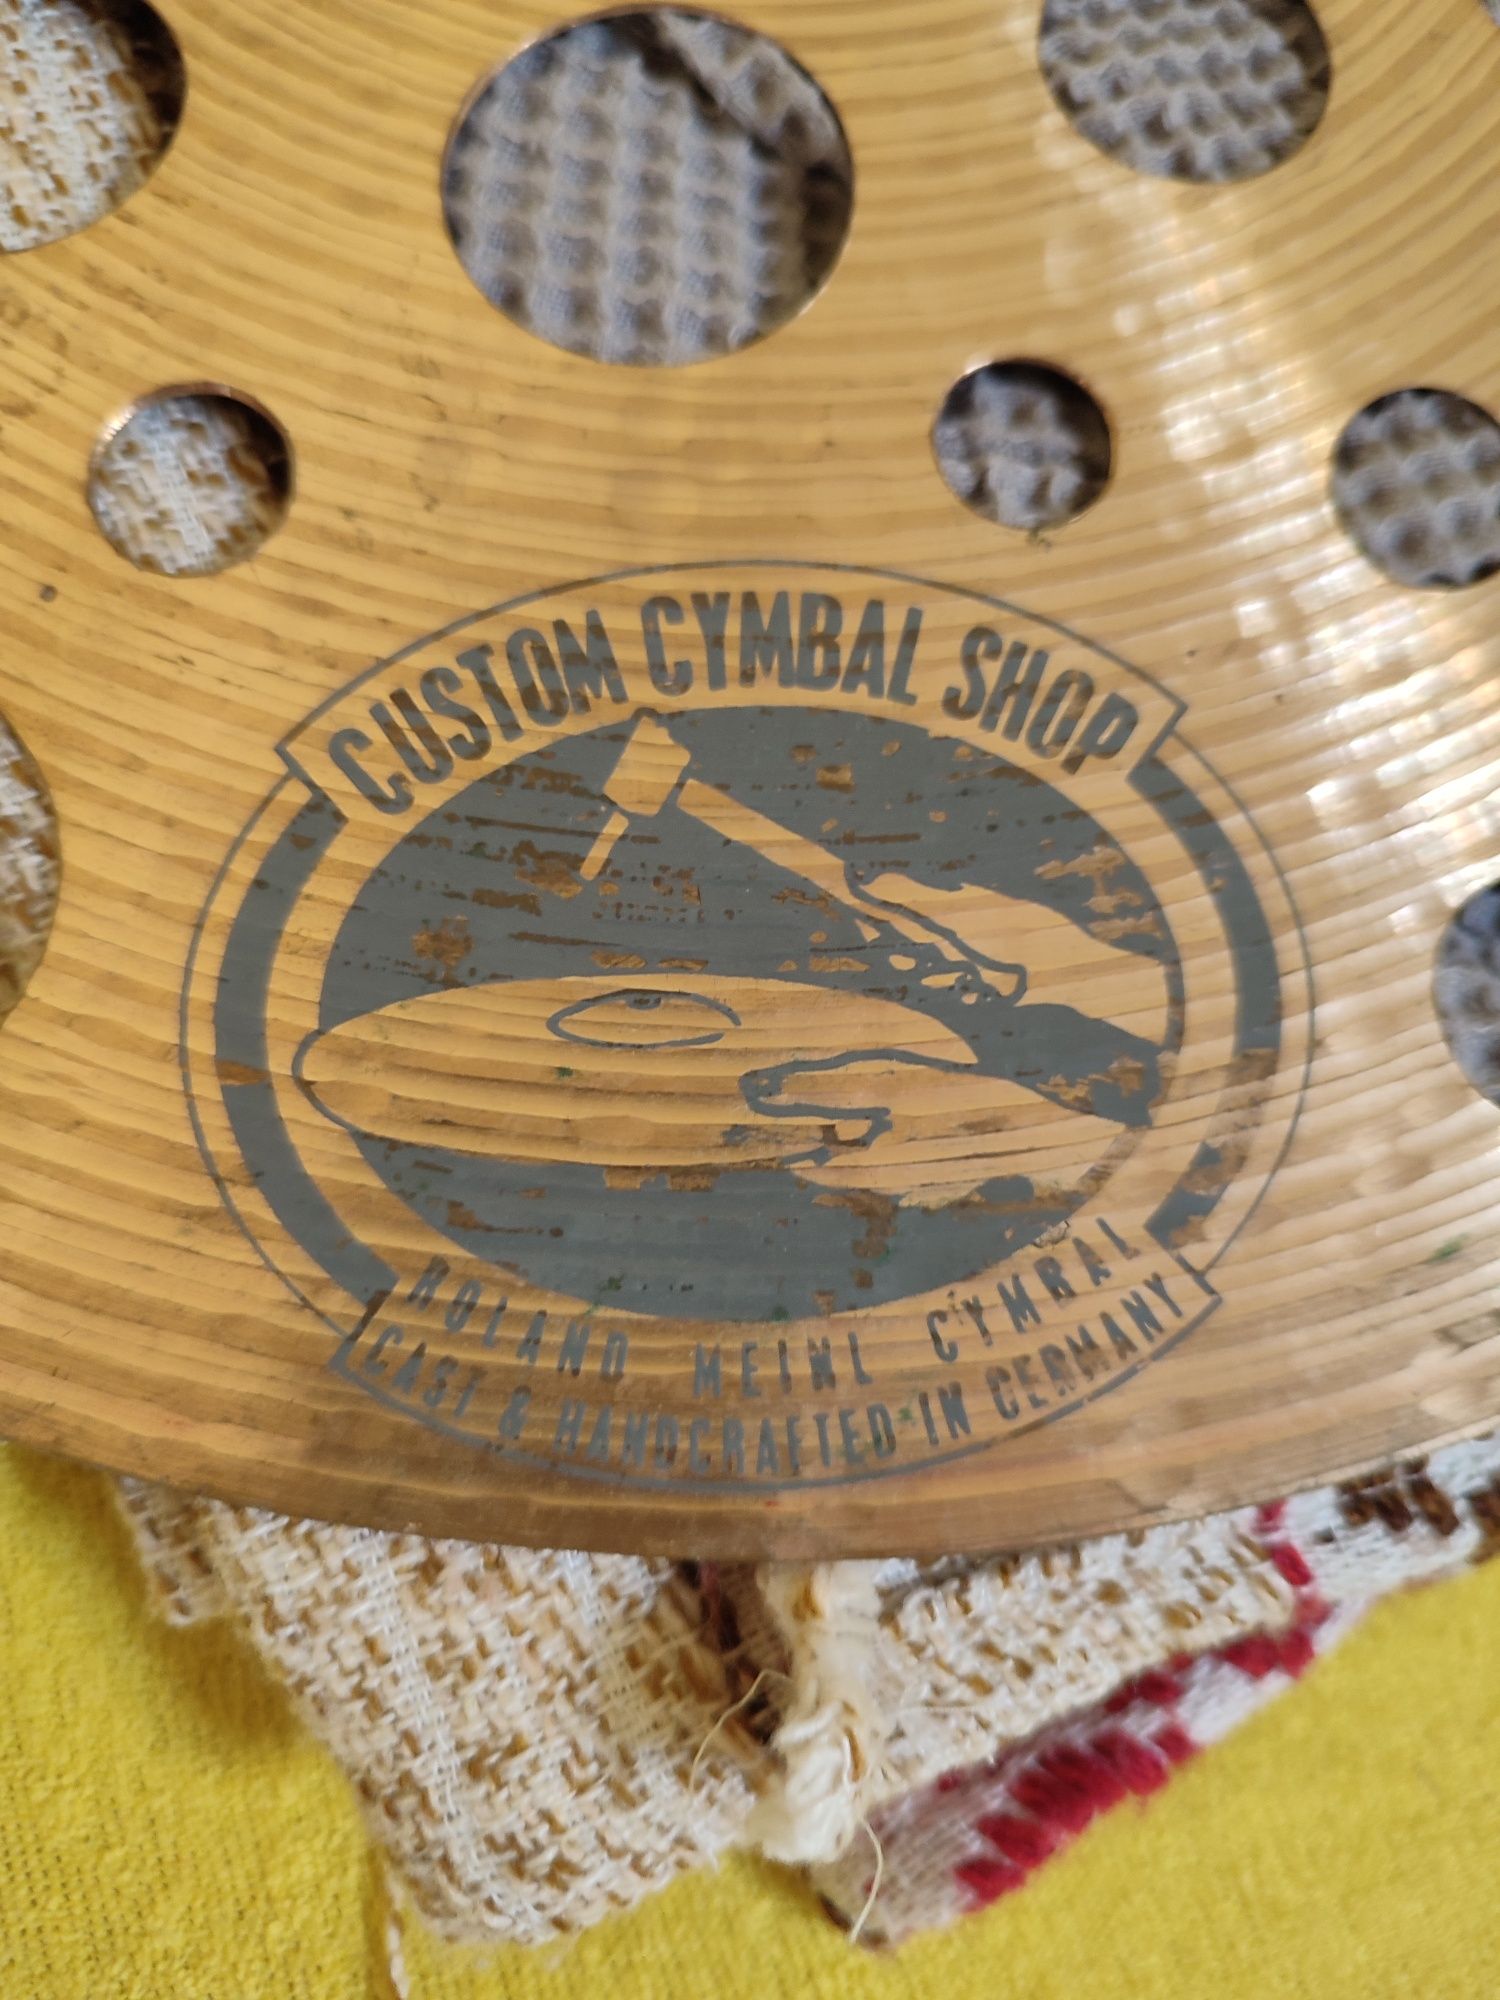 CUSTOM CYMBAL SHOP
ROLAND MEINL CYMBAL
CAST & HANDCRAFTED IN GERMANY